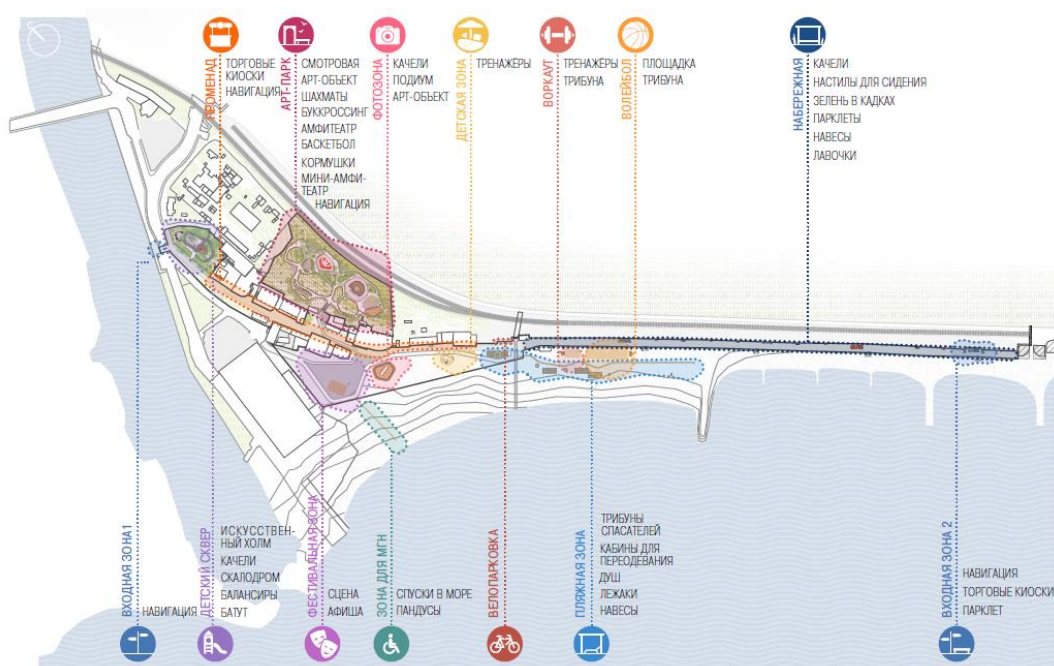 ПРОМЕНАД
ТОРГОВЫЕ
КИОСКИ
НАВИГАЦИЯ
АРТ-ПАРК
СМОТРОВАЯ
АРТ-ОБЪЕКТ
ШАХМАТЫ
БУККРОССИНГ
АМФИТЕАТР
БАСКЕТБОЛ
КОРМУШКИ
МИНИ-АМФИ-
ТЕАТР
НАВИГАЦИЯ
ФОТОЗОНА
КАЧЕЛИ
ПОДИУМ
АРТ-ОБЪЕКТ
ДЕТСКАЯ ЗОНА
ТРЕНАЖЁРЫ
ВОРКАУТ
ТРЕНАЖЁРЫ
ТРИБУНА
ВОЛЕЙБОЛ
ПЛОЩАДКА
ТРИБУНА
НАБЕРЕЖНАЯ
КАЧЕЛИ
НАСТИЛЫ ДЛЯ СИДЕНИЯ
ЗЕЛЕНЬ В КАДКАХ
ПАРКЛЕТЫ
НАВЕСЫ
ЛАВОЧКИ
ВХОДНАЯ ЗОНА 1
НАВИГАЦИЯ
ДЕТСКИЙ СКВЕР
ИСКУССТВЕН-
НЫЙ ХОЛМ
КАЧЕЛИ
СКАЛОДРОМ
БАЛАНСИРЫ
БАТУТ
ФЕСТИВАЛЬНАЯ ЗОНА
СЦЕНА
АФИША
ЗОНА ДЛЯ МГН
СПУСКИ В МОРЕ
ПАНДУСЫ
ВЕЛОПАРКОВКА
ПЛЯЖНАЯ ЗОНА
ТРИБУНЫ
СПАСАТЕЛЕЙ
КАБИНЫ ДЛЯ
ПЕРЕОДЕВАНИЯ
ДУШ
ЛЕЖАКИ
НАВЕСЫ
ВХОДНАЯ ЗОНА 2
НАВИГАЦИЯ
ТОРГОВЫЕ КИОСКИ
ПАРКЛЕТ